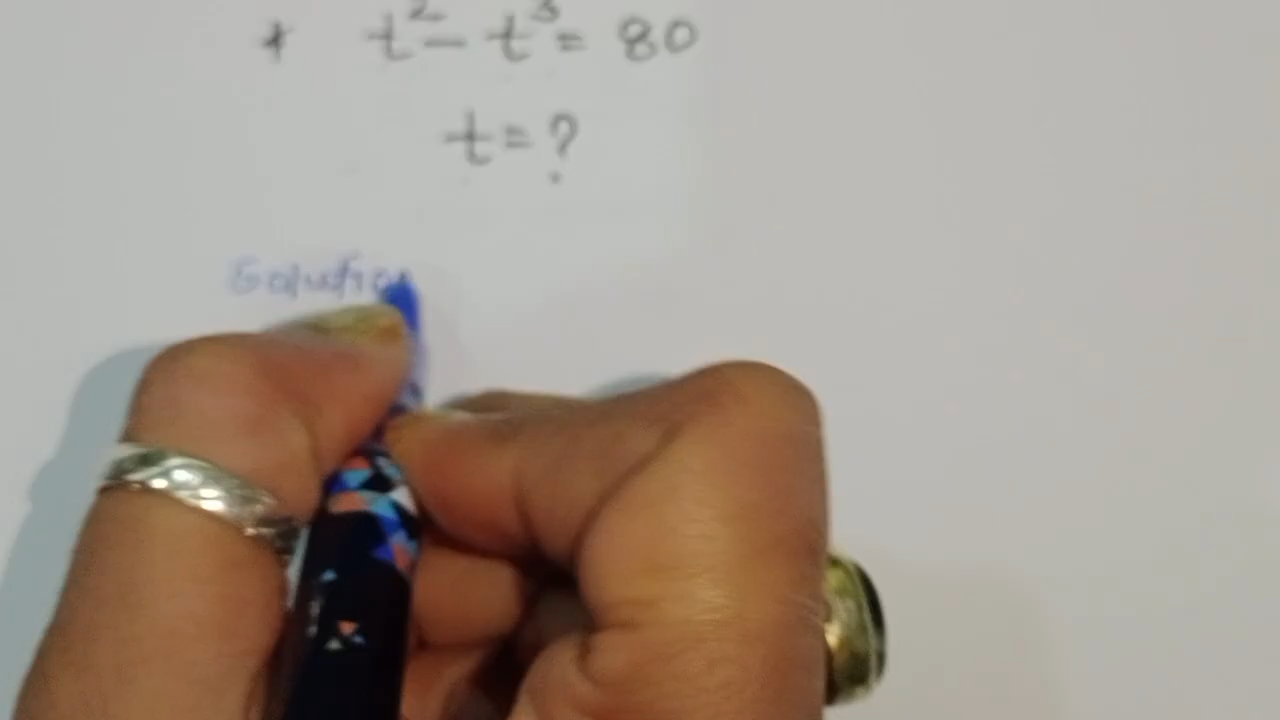 * t² - t³ = 80
t = ?
Solution